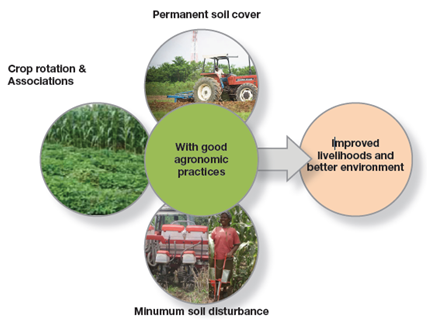 Permanent soil cover
Crop rotation &
Associations
With good
agronomic
practices
Improved
livelihoods and
better environment
Minumum soil disturbance